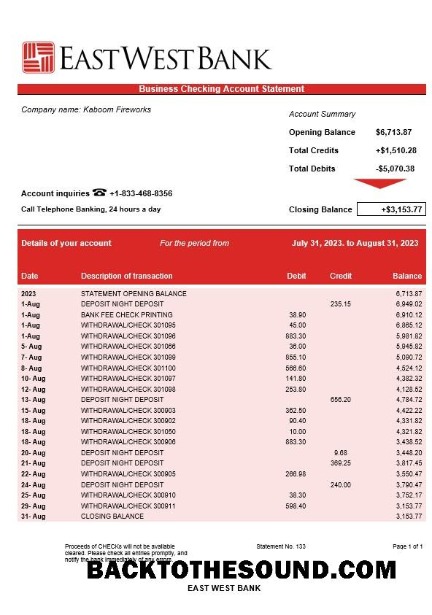 EAST WEST BANK
Business Checking Account Statement
Company name: Kaboom Fireworks
Account Summary
Opening Balance $6,713.87
Total Credits +$1,510.28
Total Debits -$5,070.38
Account inquiries ☎ +1-833-468-8356
Call Telephone Banking, 24 hours a day
Closing Balance +$3,153.77
Details of your account For the period from July 31, 2023. to August 31, 2023
Date Description of transaction Debit Credit Balance
2023 STATEMENT OPENING BALANCE 6,713.87
1-Aug DEPOSIT NIGHT DEPOSIT 235.15 6,949.02
1-Aug BANK FEE CHECK PRINTING 38.90 6,910.12
1-Aug WITHDRAWAL/CHECK 301095 45.00 6,865.12
1-Aug WITHDRAWAL/CHECK 301096 883.30 5,981.82
5- Aug WITHDRAWAL/CHECK 301066 36.00 5,945.82
7- Aug WITHDRAWAL/CHECK 301099 855.10 5,090.72
8- Aug WITHDRAWAL/CHECK 301100 566.60 4,524.12
10- Aug WITHDRAWAL/CHECK 301097 141.80 4,382.32
12- Aug WITHDRAWAL/CHECK 301098 253.80 4,128.52
13- Aug DEPOSIT NIGHT DEPOSIT 656.20 4,784.72
15- Aug WITHDRAWAL/CHECK 300903 362.50 4,422.22
18- Aug WITHDRAWAL/CHECK 300902 90.40 4,331.82
18- Aug WITHDRAWAL/CHECK 301050 10.00 4,321.82
18- Aug WITHDRAWAL/CHECK 300906 883.30 3,438.52
20- Aug DEPOSIT NIGHT DEPOSIT 9.68 3,448.20
21- Aug DEPOSIT NIGHT DEPOSIT 369.25 3,817.45
22- Aug WITHDRAWAL/CHECK 300905 266.98 3,550.47
24- Aug DEPOSIT NIGHT DEPOSIT 240.00 3,790.47
25- Aug WITHDRAWAL/CHECK 300910 38.30 3,752.17
29- Aug WITHDRAWAL/CHECK 300911 598.40 3,153.77
31- Aug CLOSING BALANCE 3,153.77
Proceeds of CHECKs will not be available Statement No. 133 Page 1 of 1
cleared. Please check all entries promptly, and
notify the bank immediately of any errors.
BACKTOTHESOUND.COM
EAST WEST BANK